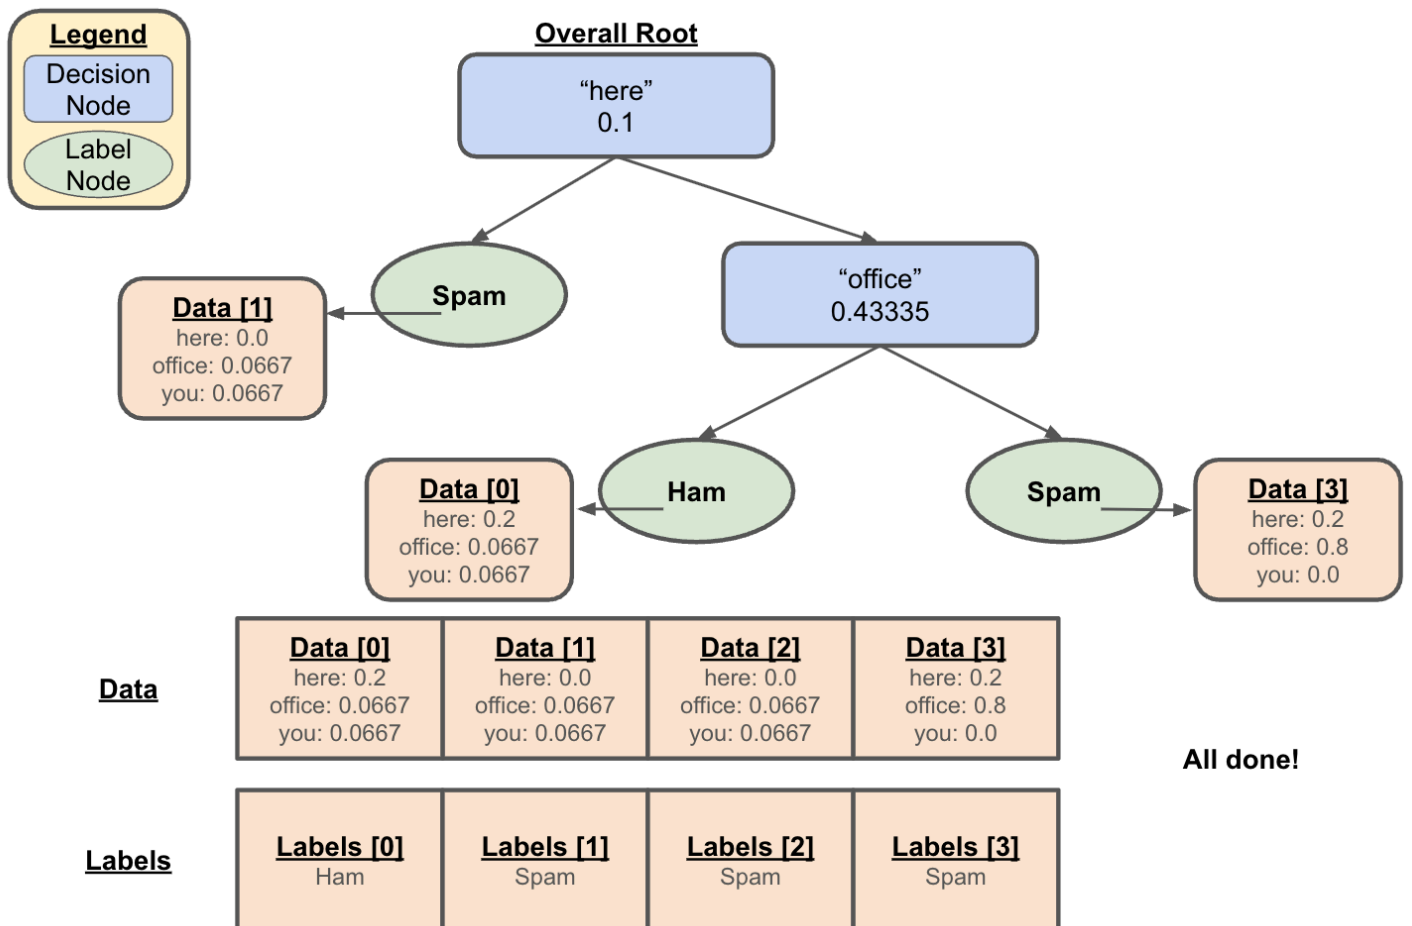 Legend
Decision
Node
Label
Node
Overall Root
“here”
0.1
Spam
“office”
0.43335
Data [1]
here: 0.0
office: 0.0667
you: 0.0667
Ham
Spam
Data [0]
here: 0.2
office: 0.0667
you: 0.0667
Data [3]
here: 0.2
office: 0.8
you: 0.0
Data
Data [0]
here: 0.2
office: 0.0667
you: 0.0667
Data [1]
here: 0.0
office: 0.0667
you: 0.0667
Data [2]
here: 0.0
office: 0.0667
you: 0.0667
Data [3]
here: 0.2
office: 0.8
you: 0.0
All done!
Labels
Labels [0]
Ham
Labels [1]
Spam
Labels [2]
Spam
Labels [3]
Spam